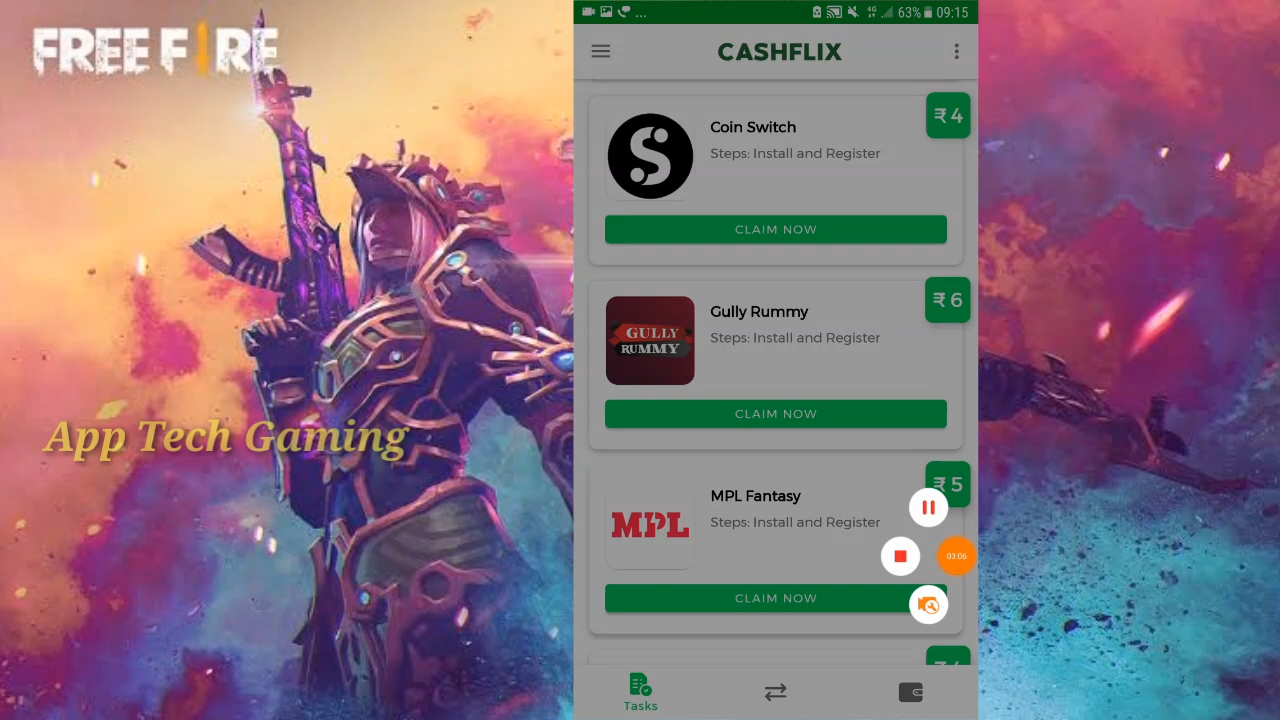 FREE FIRE
App Tech Gaming
... 4G 63% 09:15
CASHFLIX
₹ 4
Coin Switch
Steps: Install and Register
CLAIM NOW
₹ 6
Gully Rummy
GULLY
RUMMY
Steps: Install and Register
CLAIM NOW
₹ 5
MPL Fantasy
MPL
Steps: Install and Register
03:06
CLAIM NOW
Tasks